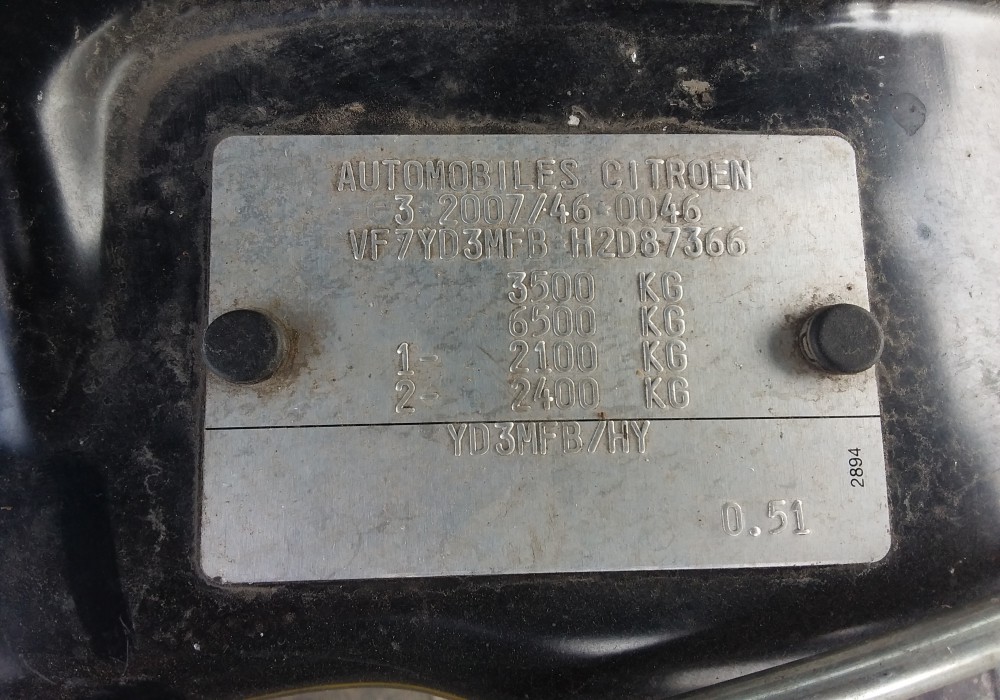 AUTOMOBILES CITROEN
3 2007/46 0046
VF7YD3MFB H2D87366
3500 KG
6500 KG
1- 2100 KG
2- 2400 KG
YD3MFB/HY
2894
0.51